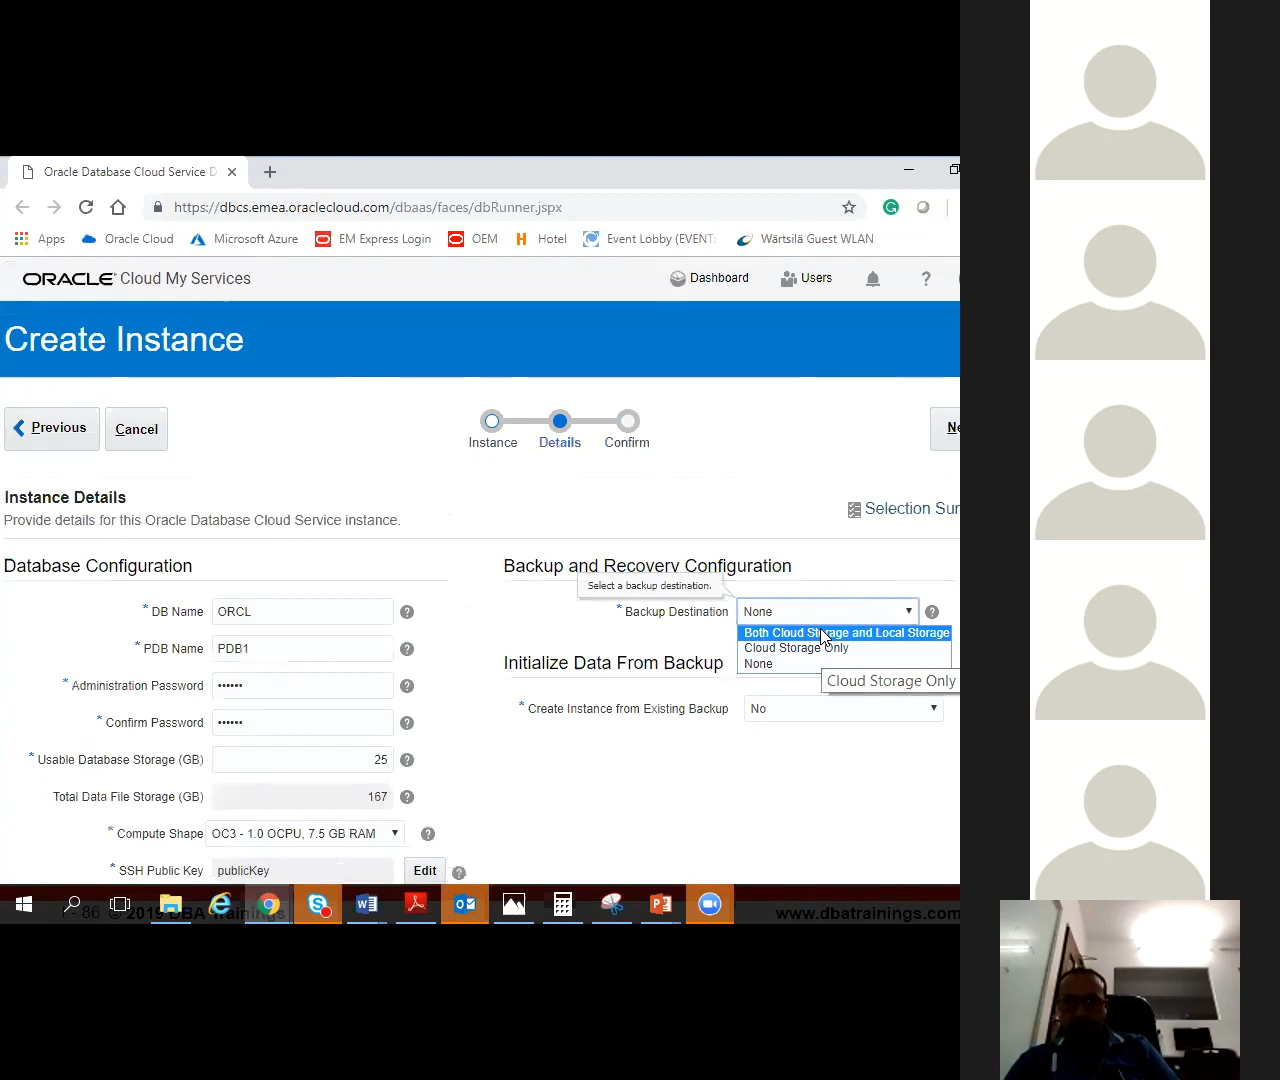 Oracle Database Cloud Service D
https://dbcs.emea.oraclecloud.com/dbaas/faces/dbRunner.jspx
Apps Oracle Cloud Microsoft Azure EM Express Login OEM Hotel Event Lobby (EVENT: Wärtsilä Guest WLAN
ORACLE Cloud My Services Dashboard Users ?
Create Instance
Previous Cancel Ne
Instance Details Confirm
Instance Details
Provide details for this Oracle Database Cloud Service instance.
Selection Sur
Database Configuration
* DB Name ORCL ?
* PDB Name PDB1 ?
* Administration Password •••••• ?
* Confirm Password •••••• ?
* Usable Database Storage (GB) 25 ?
Total Data File Storage (GB) 167 ?
* Compute Shape OC3 - 1.0 OCPU, 7.5 GB RAM ?
* SSH Public Key publicKey Edit ?
Backup and Recovery Configuration
Select a backup destination.
* Backup Destination None ?
Both Cloud Storage and Local Storage
Cloud Storage Only
None
Cloud Storage Only
Initialize Data From Backup
* Create Instance from Existing Backup No
1 - 86 © 2019 DBA Trainings www.dbatrainings.com